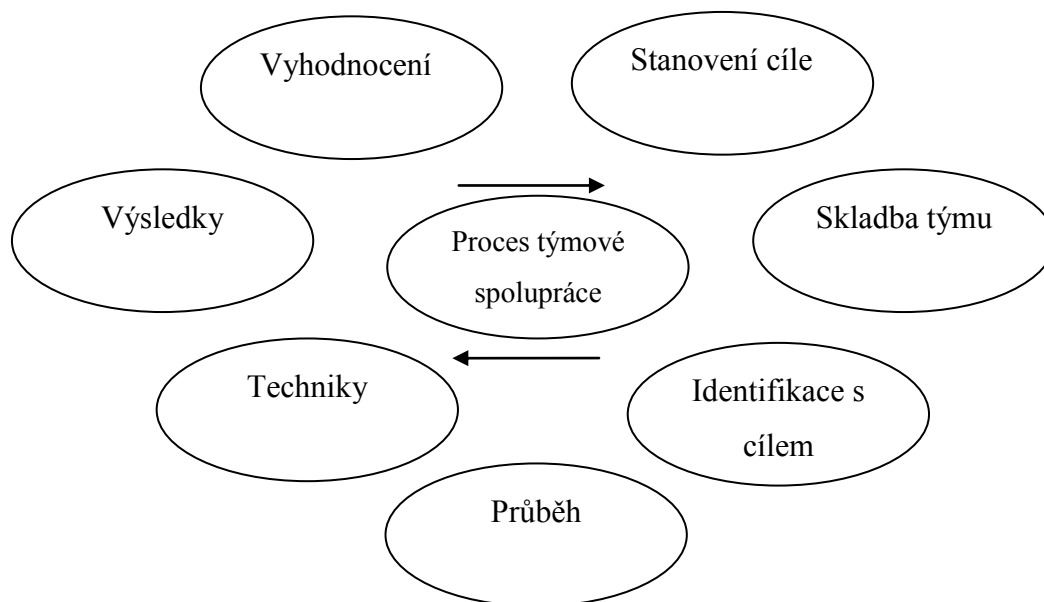 Vyhodnocení
Stanovení cíle
Výsledky
Skladba týmu
Proces týmové
spolupráce
Techniky
Identifikace s
cílem
Průběh